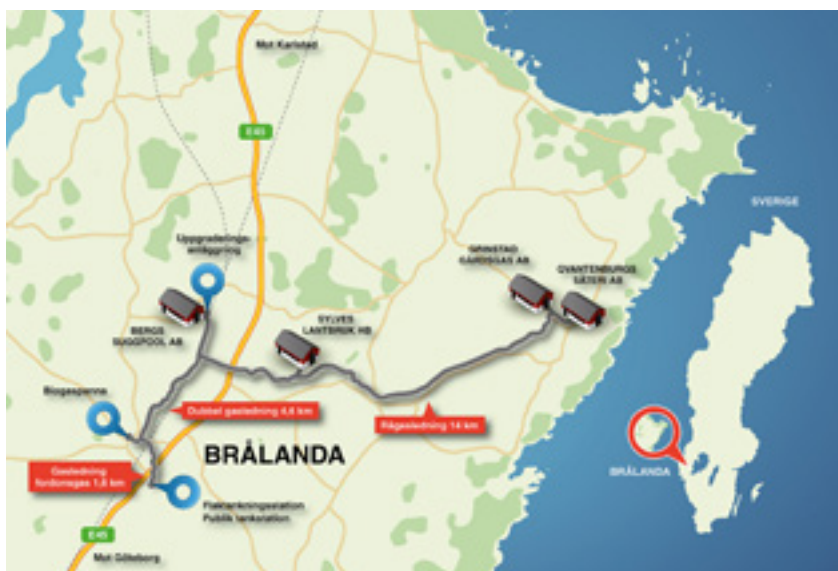 Mot Karlstad
E45
SVERIGE
Uppgraderings-
anläggning
GRINSTAD
GÅRDSGAS AB
QVANTENBURGS
SÄTERI AB
BERGS
SUGGPOOL AB
SYLVES
LANTBRUK HB
Biogaspanna
Dubbel gasledning 4,6 km
Rågasledning 14 km
BRÅLANDA
BRÅLANDA
Gasledning
fordonsgas 1,8 km
Flaktankningsstation
Publik tankstation
E45
Mot Göteborg